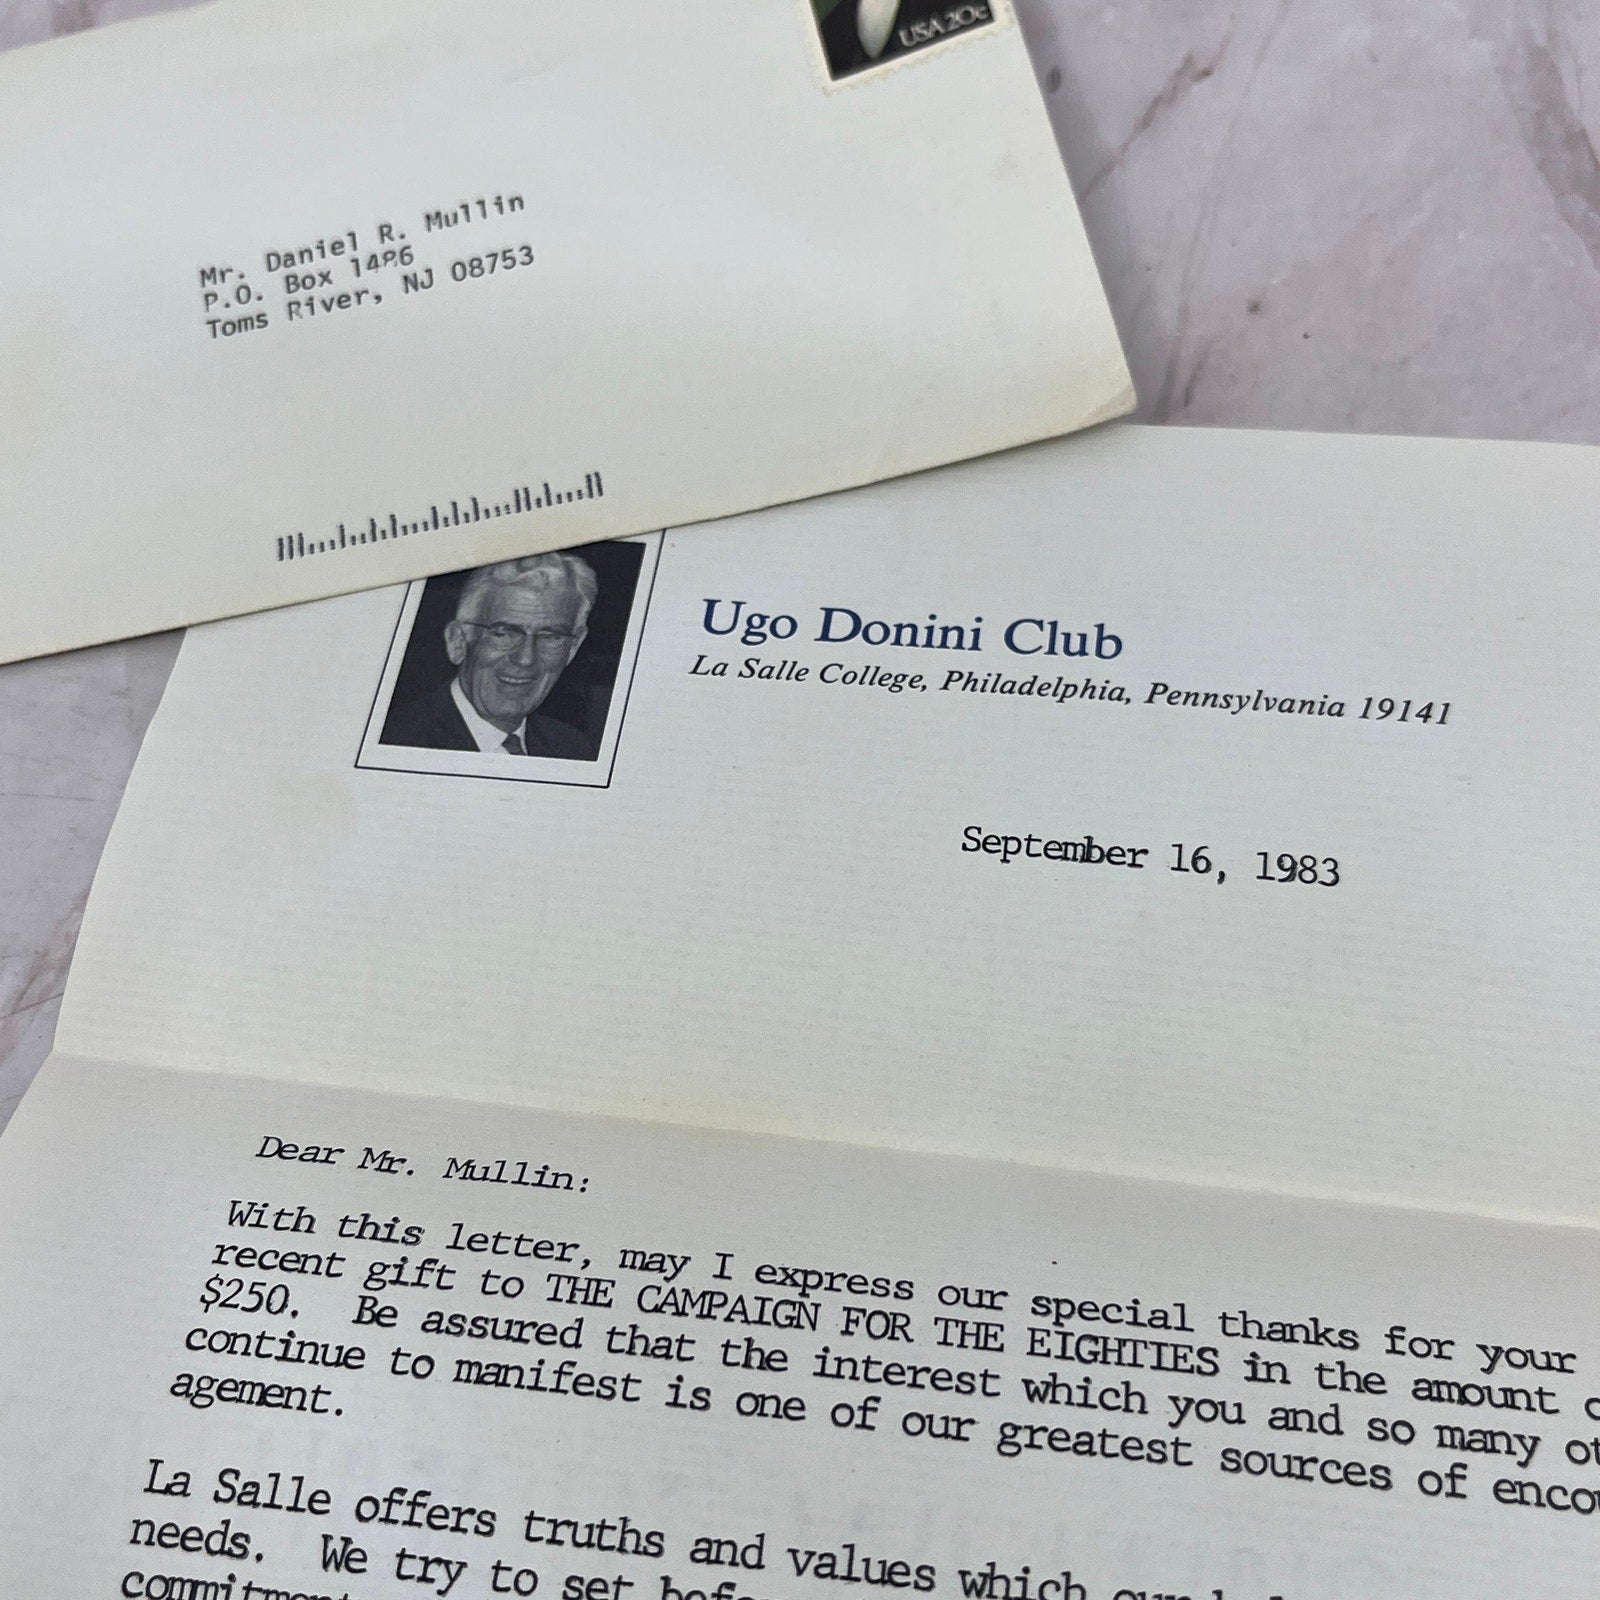 USA 20c
Mr. Daniel R. Mullin
P.O. Box 1486
Toms River, NJ 08753
Ugo Donini Club
La Salle College, Philadelphia, Pennsylvania 19141
September 16, 1983
Dear Mr. Mullin:
With this letter, may I express our special thanks for your
recent gift to THE CAMPAIGN FOR THE EIGHTIES in the amount
$250. Be assured that the interest which you and so many
continue to manifest is one of our greatest sources of
agement.
La Salle offers truths and values which
needs. We try to set